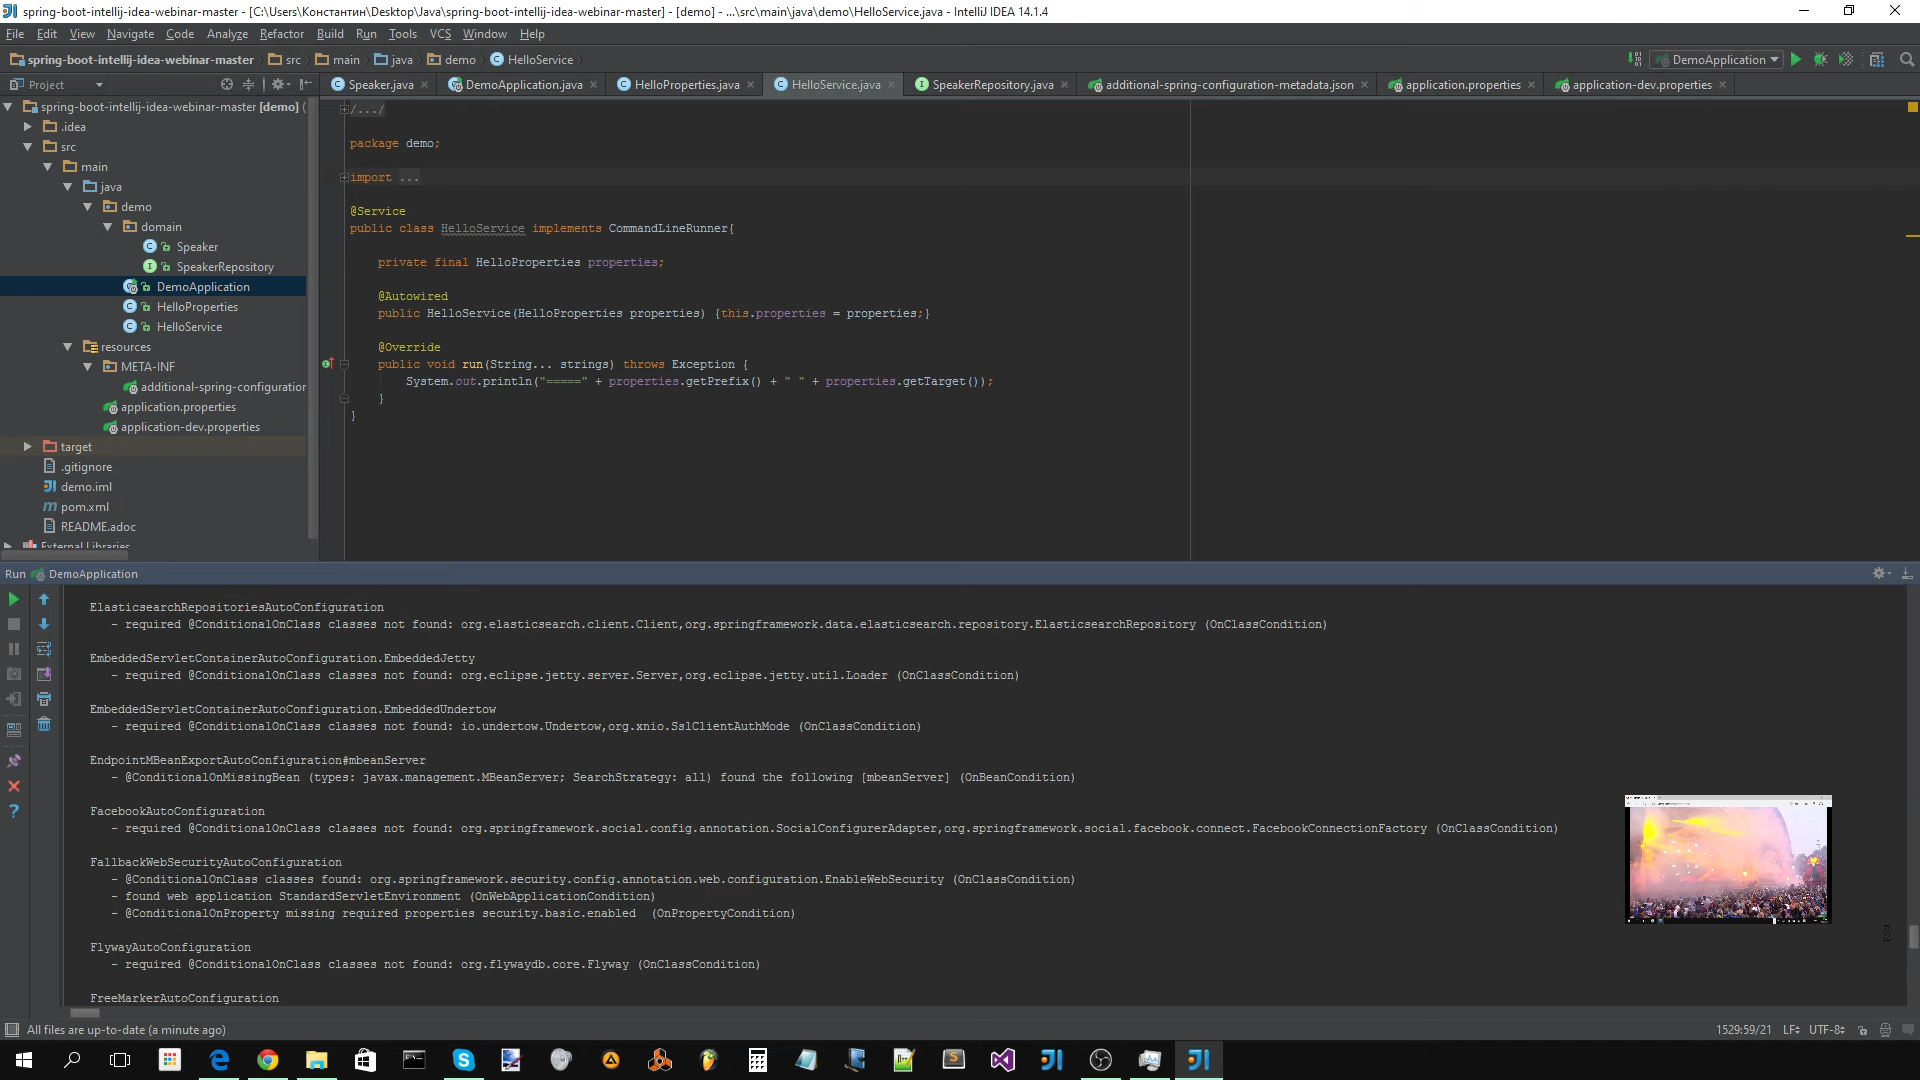 spring-boot-intellij-idea-webinar-master - [C:\Users\Константин\Desktop\Java\spring-boot-intellij-idea-webinar-master] - [demo] - ...\src\main\java\demo\HelloService.java - IntelliJ IDEA 14.1.4
File Edit View Navigate Code Analyze Refactor Build Run Tools VCS Window Help
spring-boot-intellij-idea-webinar-master src main java demo HelloService
DemoApplication
Project
Speaker.java DemoApplication.java HelloProperties.java HelloService.java SpeakerRepository.java additional-spring-configuration-metadata.json application.properties application-dev.properties
spring-boot-intellij-idea-webinar-master [demo] (
.idea
src
main
java
demo
domain
Speaker
SpeakerRepository
DemoApplication
HelloProperties
HelloService
resources
META-INF
additional-spring-configuration
application.properties
application-dev.properties
target
.gitignore
demo.iml
pom.xml
README.adoc
External Libraries
/.../
package demo;
import ...
@Service
public class HelloService implements CommandLineRunner{
private final HelloProperties properties;
@Autowired
public HelloService(HelloProperties properties) {this.properties = properties;}
@Override
public void run(String... strings) throws Exception {
System.out.println("=====" + properties.getPrefix() + " " + properties.getTarget());
}
}
Run DemoApplication
ElasticsearchRepositoriesAutoConfiguration
- required @ConditionalOnClass classes not found: org.elasticsearch.client.Client,org.springframework.data.elasticsearch.repository.ElasticsearchRepository (OnClassCondition)
EmbeddedServletContainerAutoConfiguration.EmbeddedJetty
- required @ConditionalOnClass classes not found: org.eclipse.jetty.server.Server,org.eclipse.jetty.util.Loader (OnClassCondition)
EmbeddedServletContainerAutoConfiguration.EmbeddedUndertow
- required @ConditionalOnClass classes not found: io.undertow.Undertow,org.xnio.SslClientAuthMode (OnClassCondition)
EndpointMBeanExportAutoConfiguration#mbeanServer
- @ConditionalOnMissingBean (types: javax.management.MBeanServer; SearchStrategy: all) found the following [mbeanServer] (OnBeanCondition)
FacebookAutoConfiguration
- required @ConditionalOnClass classes not found: org.springframework.social.config.annotation.SocialConfigurerAdapter,org.springframework.social.facebook.connect.FacebookConnectionFactory (OnClassCondition)
FallbackWebSecurityAutoConfiguration
- @ConditionalOnClass classes found: org.springframework.security.config.annotation.web.configuration.EnableWebSecurity (OnClassCondition)
- found web application StandardServletEnvironment (OnWebApplicationCondition)
- @ConditionalOnProperty missing required properties security.basic.enabled  (OnPropertyCondition)
FlywayAutoConfiguration
- required @ConditionalOnClass classes not found: org.flywaydb.core.Flyway (OnClassCondition)
FreeMarkerAutoConfiguration
All files are up-to-date (a minute ago)
1529:59/21 LF UTF-8